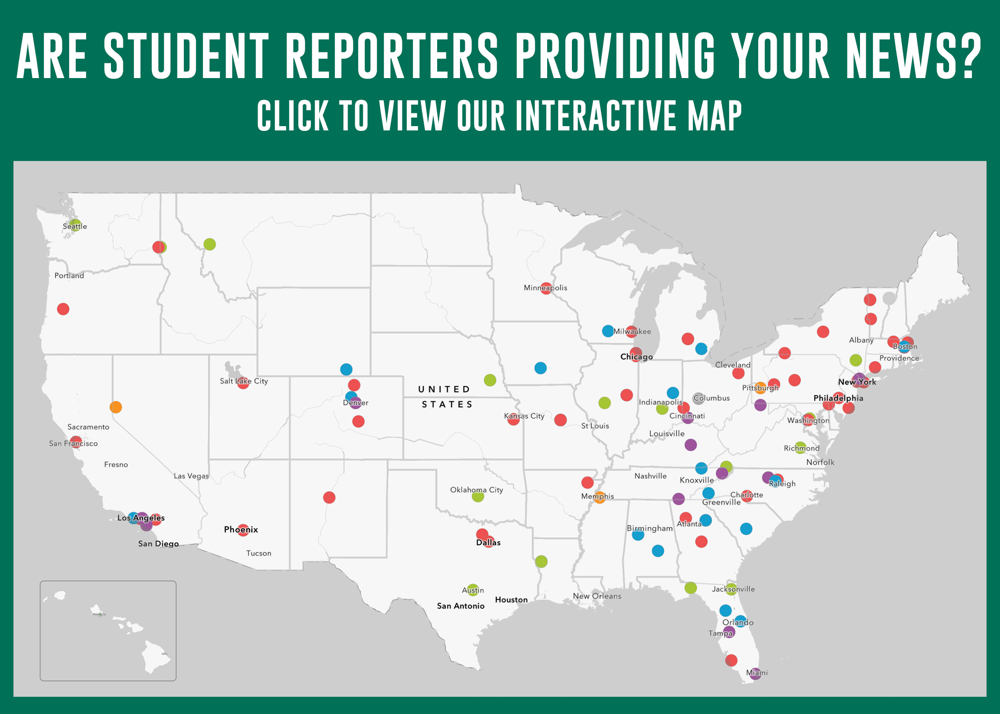 ARE STUDENT REPORTERS PROVIDING YOUR NEWS?
CLICK TO VIEW OUR INTERACTIVE MAP
Seattle
Portland
Minneapolis
Milwaukee
Albany
Boston
Chicago
Providence
Cleveland
Salt Lake City
New York
Pittsburgh
UNITED
STATES
Columbus
Philadelphia
Denver
Indianapolis
Kansas City
Cincinnati
Washington
Sacramento
St Louis
Louisville
San Francisco
Richmond
Fresno
Norfolk
Las Vegas
Nashville
Knoxville
Raleigh
Oklahoma City
Memphis
Charlotte
Greenville
Los Angeles
Atlanta
Phoenix
Birmingham
San Diego
Dallas
Tucson
Austin
Jacksonville
New Orleans
Houston
San Antonio
Honolulu
Orlando
Tampa
Hilo
Miami